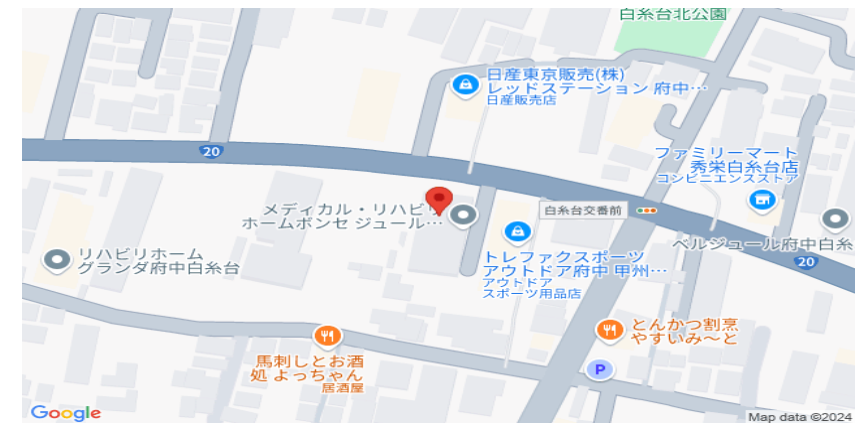 白糸台北公園
日産東京販売(株)
レッドステーション 府中…
日産販売店
20
ファミリーマート
秀栄白糸台店
コンビニエンスストア
メディカル・リハビリ
ホームボンセ ジュール…
白糸台交番前
ベルジュール府中白糸
リハビリホーム
グランダ府中白糸台
トレファクスポーツ
アウトドア府中 甲州…
アウトドア
スポーツ用品店
20
とんかつ割烹
やすいみ～と
馬刺しとお酒
処 よっちゃん
居酒屋
P
Google
Map data ©2024